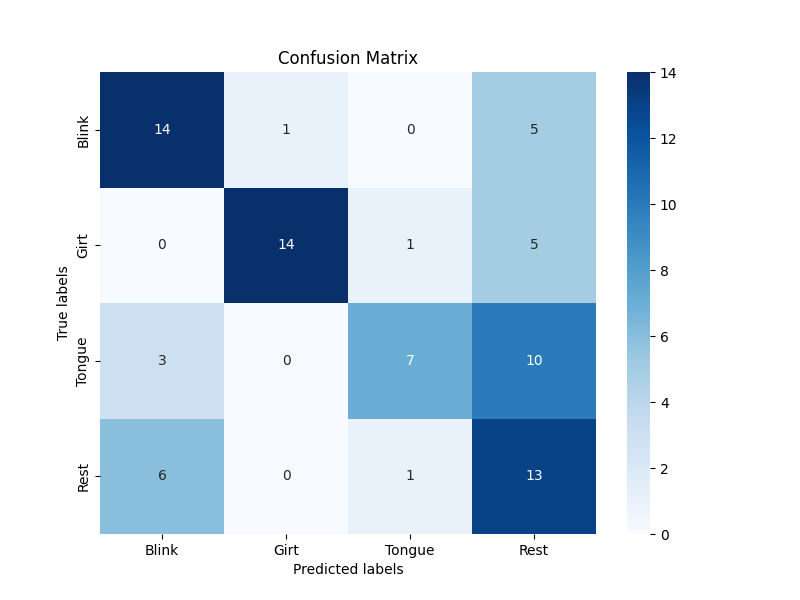 Confusion Matrix
True labels
Blink 14 1 0 5
Girt 0 14 1 5
Tongue 3 0 7 10
Rest 6 0 1 13
Blink Girt Tongue Rest
Predicted labels
14
12
10
8
6
4
2
0